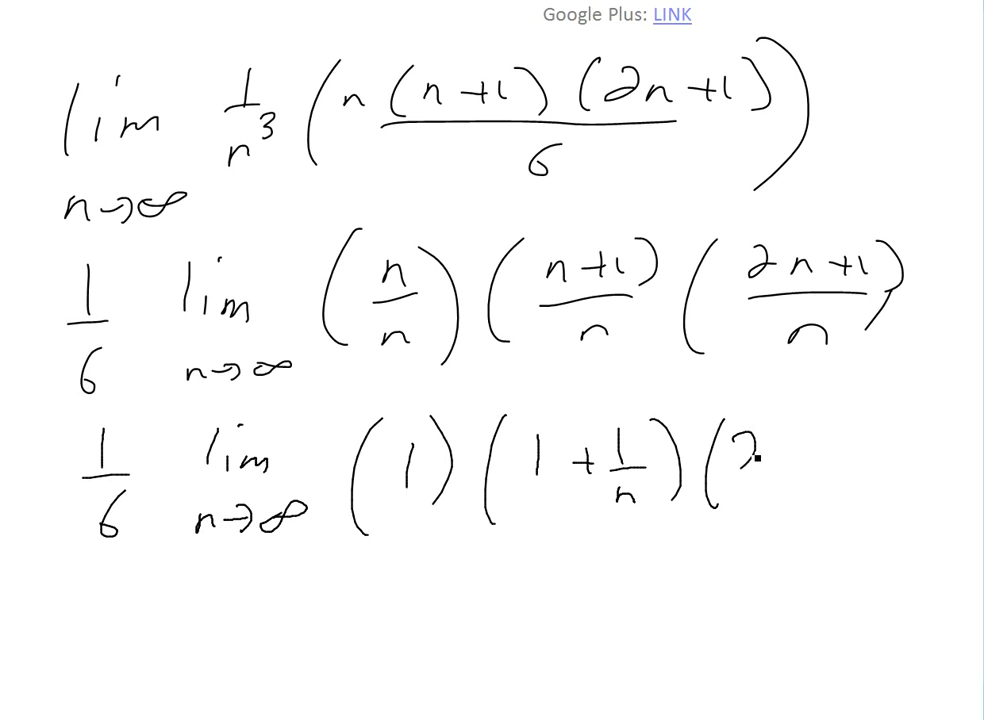 Google Plus: LINK
lim n→∞ 1/n³ (n(n+1)(2n+1)/6)
1/6 lim n→∞ (n/n) (n+1/n) (2n+1/n)
1/6 lim n→∞ (1) (1 + 1/n) (2